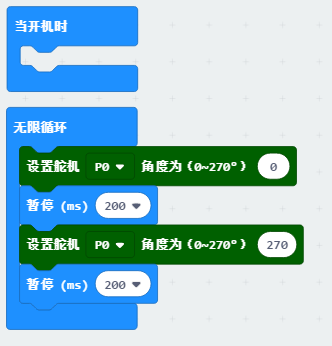 当开机时
无限循环
设置舵机 P0 角度为（0~270°） 0
暂停 (ms) 200
设置舵机 P0 角度为（0~270°） 270
暂停 (ms) 200